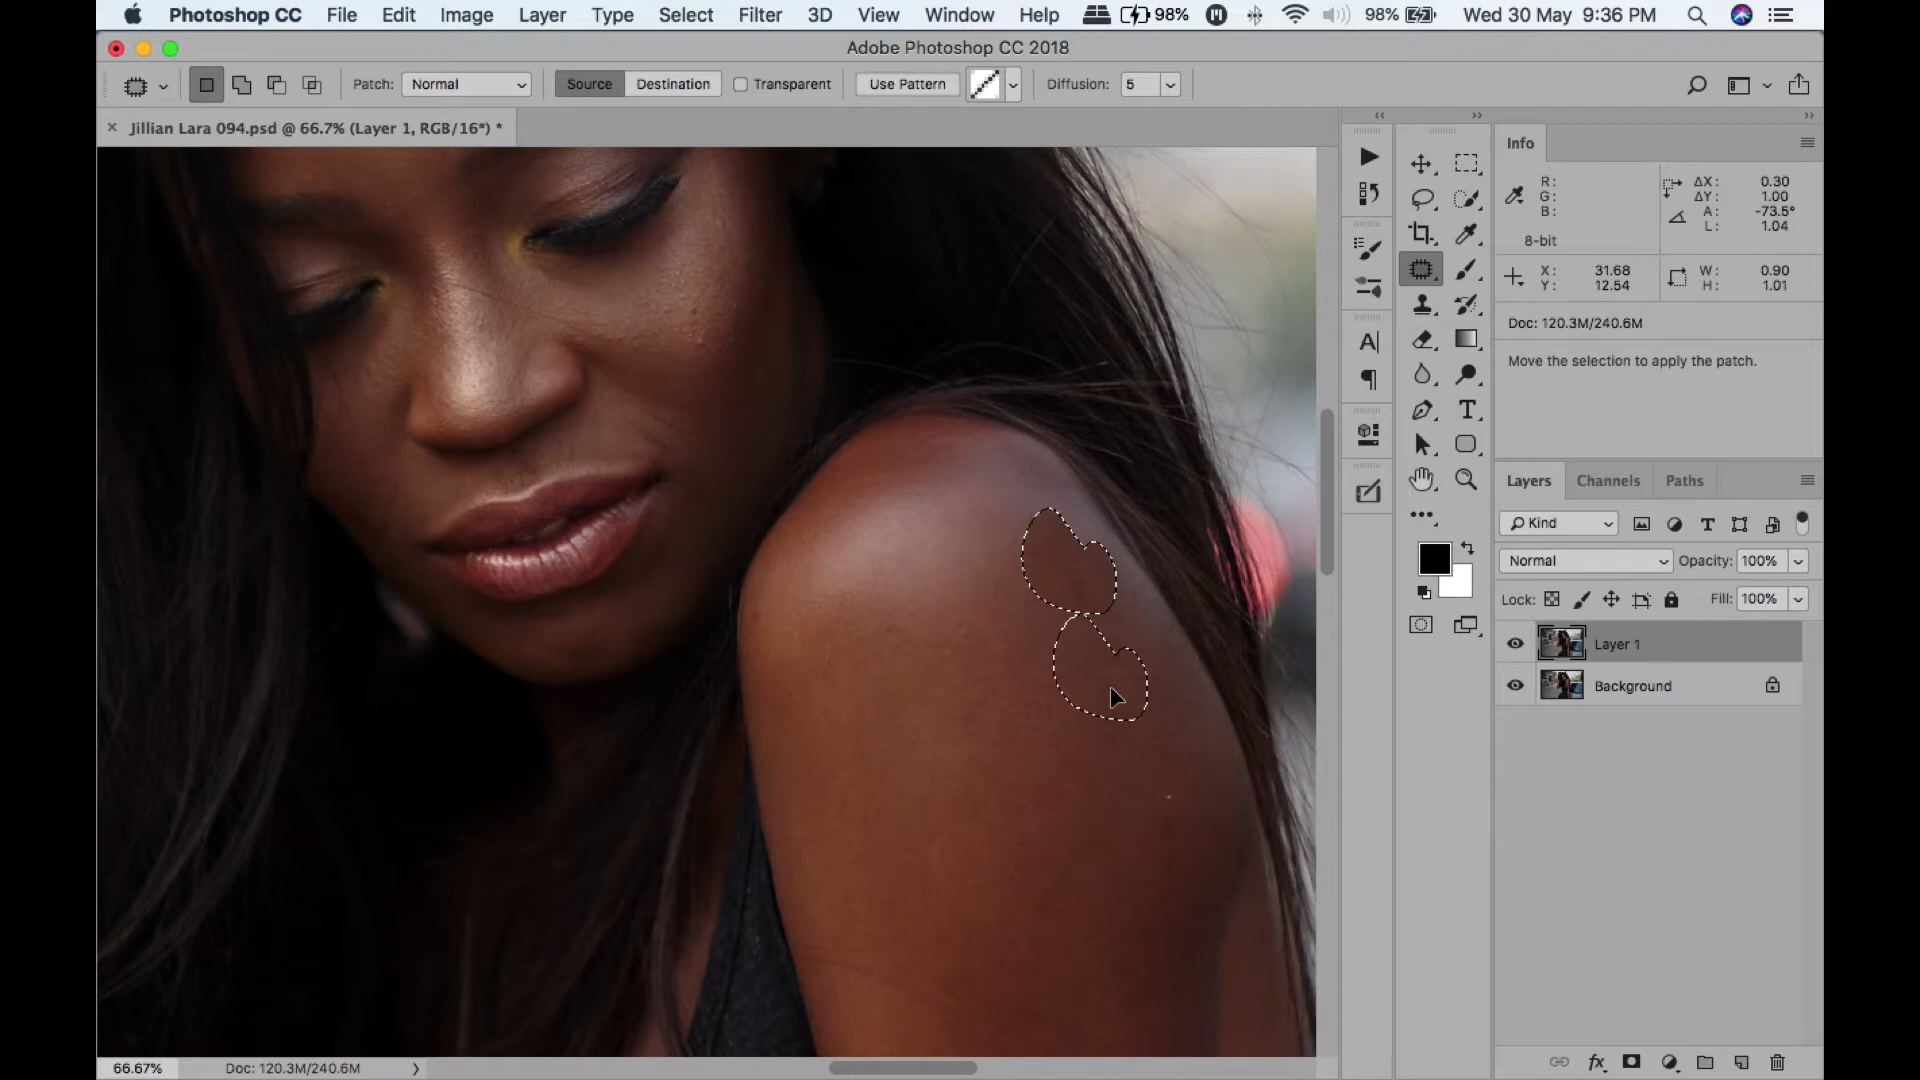 Photoshop CC File Edit Image Layer Type Select Filter 3D View Window Help 98% 98% Wed 30 May 9:36 PM
Adobe Photoshop CC 2018
Patch: Normal Source Destination Transparent Use Pattern Diffusion: 5
× Jillian Lara 094.psd @ 66.7% (Layer 1, RGB/16*) *
Info
R:
G:
B:
8-bit
ΔX: 0.30
ΔY: 1.00
A: -73.5°
L: 1.04
X: 31.68
Y: 12.54
W: 0.90
H: 1.01
Doc: 120.3M/240.6M
Move the selection to apply the patch.
Layers Channels Paths
Kind
Normal Opacity: 100%
Lock: Fill: 100%
Layer 1
Background
66.67% Doc: 120.3M/240.6M